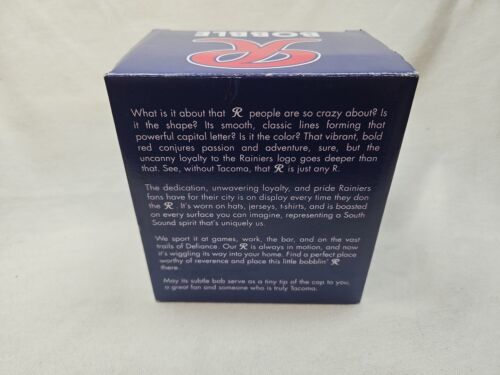 R
BOBBLE
What is it about that R people are so crazy about? Is
it the shape? Its smooth, classic lines forming that
powerful capital letter? Is it the color? That vibrant, bold
red conjures passion and adventure, sure, but the
uncanny loyalty to the Rainiers logo goes deeper than
that. See, without Tacoma, that R is just any R.
The dedication, unwavering loyalty, and pride Rainiers
fans have for their city is on display every time they don
the R. It's worn on hats, jerseys, t-shirts, and is boasted
on every surface you can imagine, representing a South
Sound spirit that's uniquely us.
We sport it at games, work, the bar, and on the vast
trails of Defiance. Our R is always in motion, and now
it's wiggling its way into your home. Find a perfect place
worthy of reverence and place this little bobblin' R
there.
May its subtle bob serve as a tiny tip of the cap to you,
a great fan and someone who is truly Tacoma.